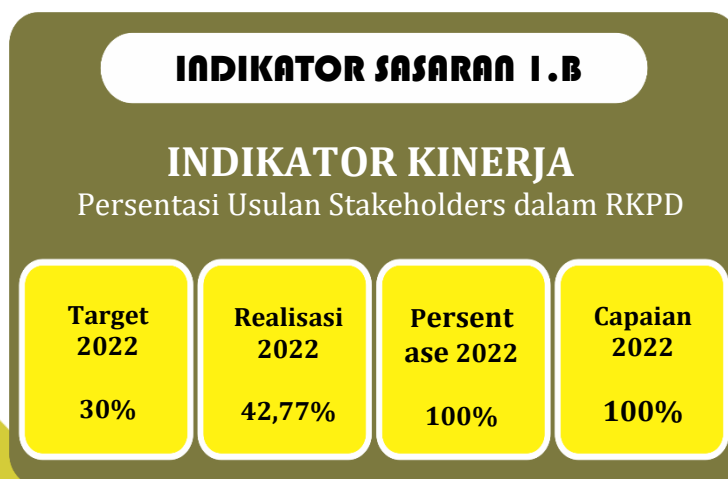 INDIKATOR SASARAN 1.B
INDIKATOR KINERJA
Persentasi Usulan Stakeholders dalam RKPD
Target
2022
30%
Realisasi
2022
42,77%
Persent
ase 2022
100%
Capaian
2022
100%